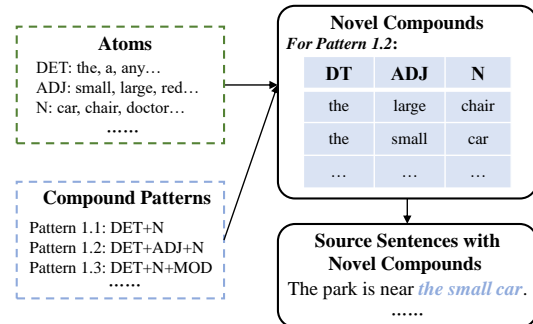 Atoms
DET: the, a, any…
ADJ: small, large, red…
N: car, chair, doctor…
……
Compound Patterns
Pattern 1.1: DET+N
Pattern 1.2: DET+ADJ+N
Pattern 1.3: DET+N+MOD
……
Novel Compounds
For Pattern 1.2:
DT ADJ N
the large chair
the small car
… … …
Source Sentences with
Novel Compounds
The park is near the small car.
……